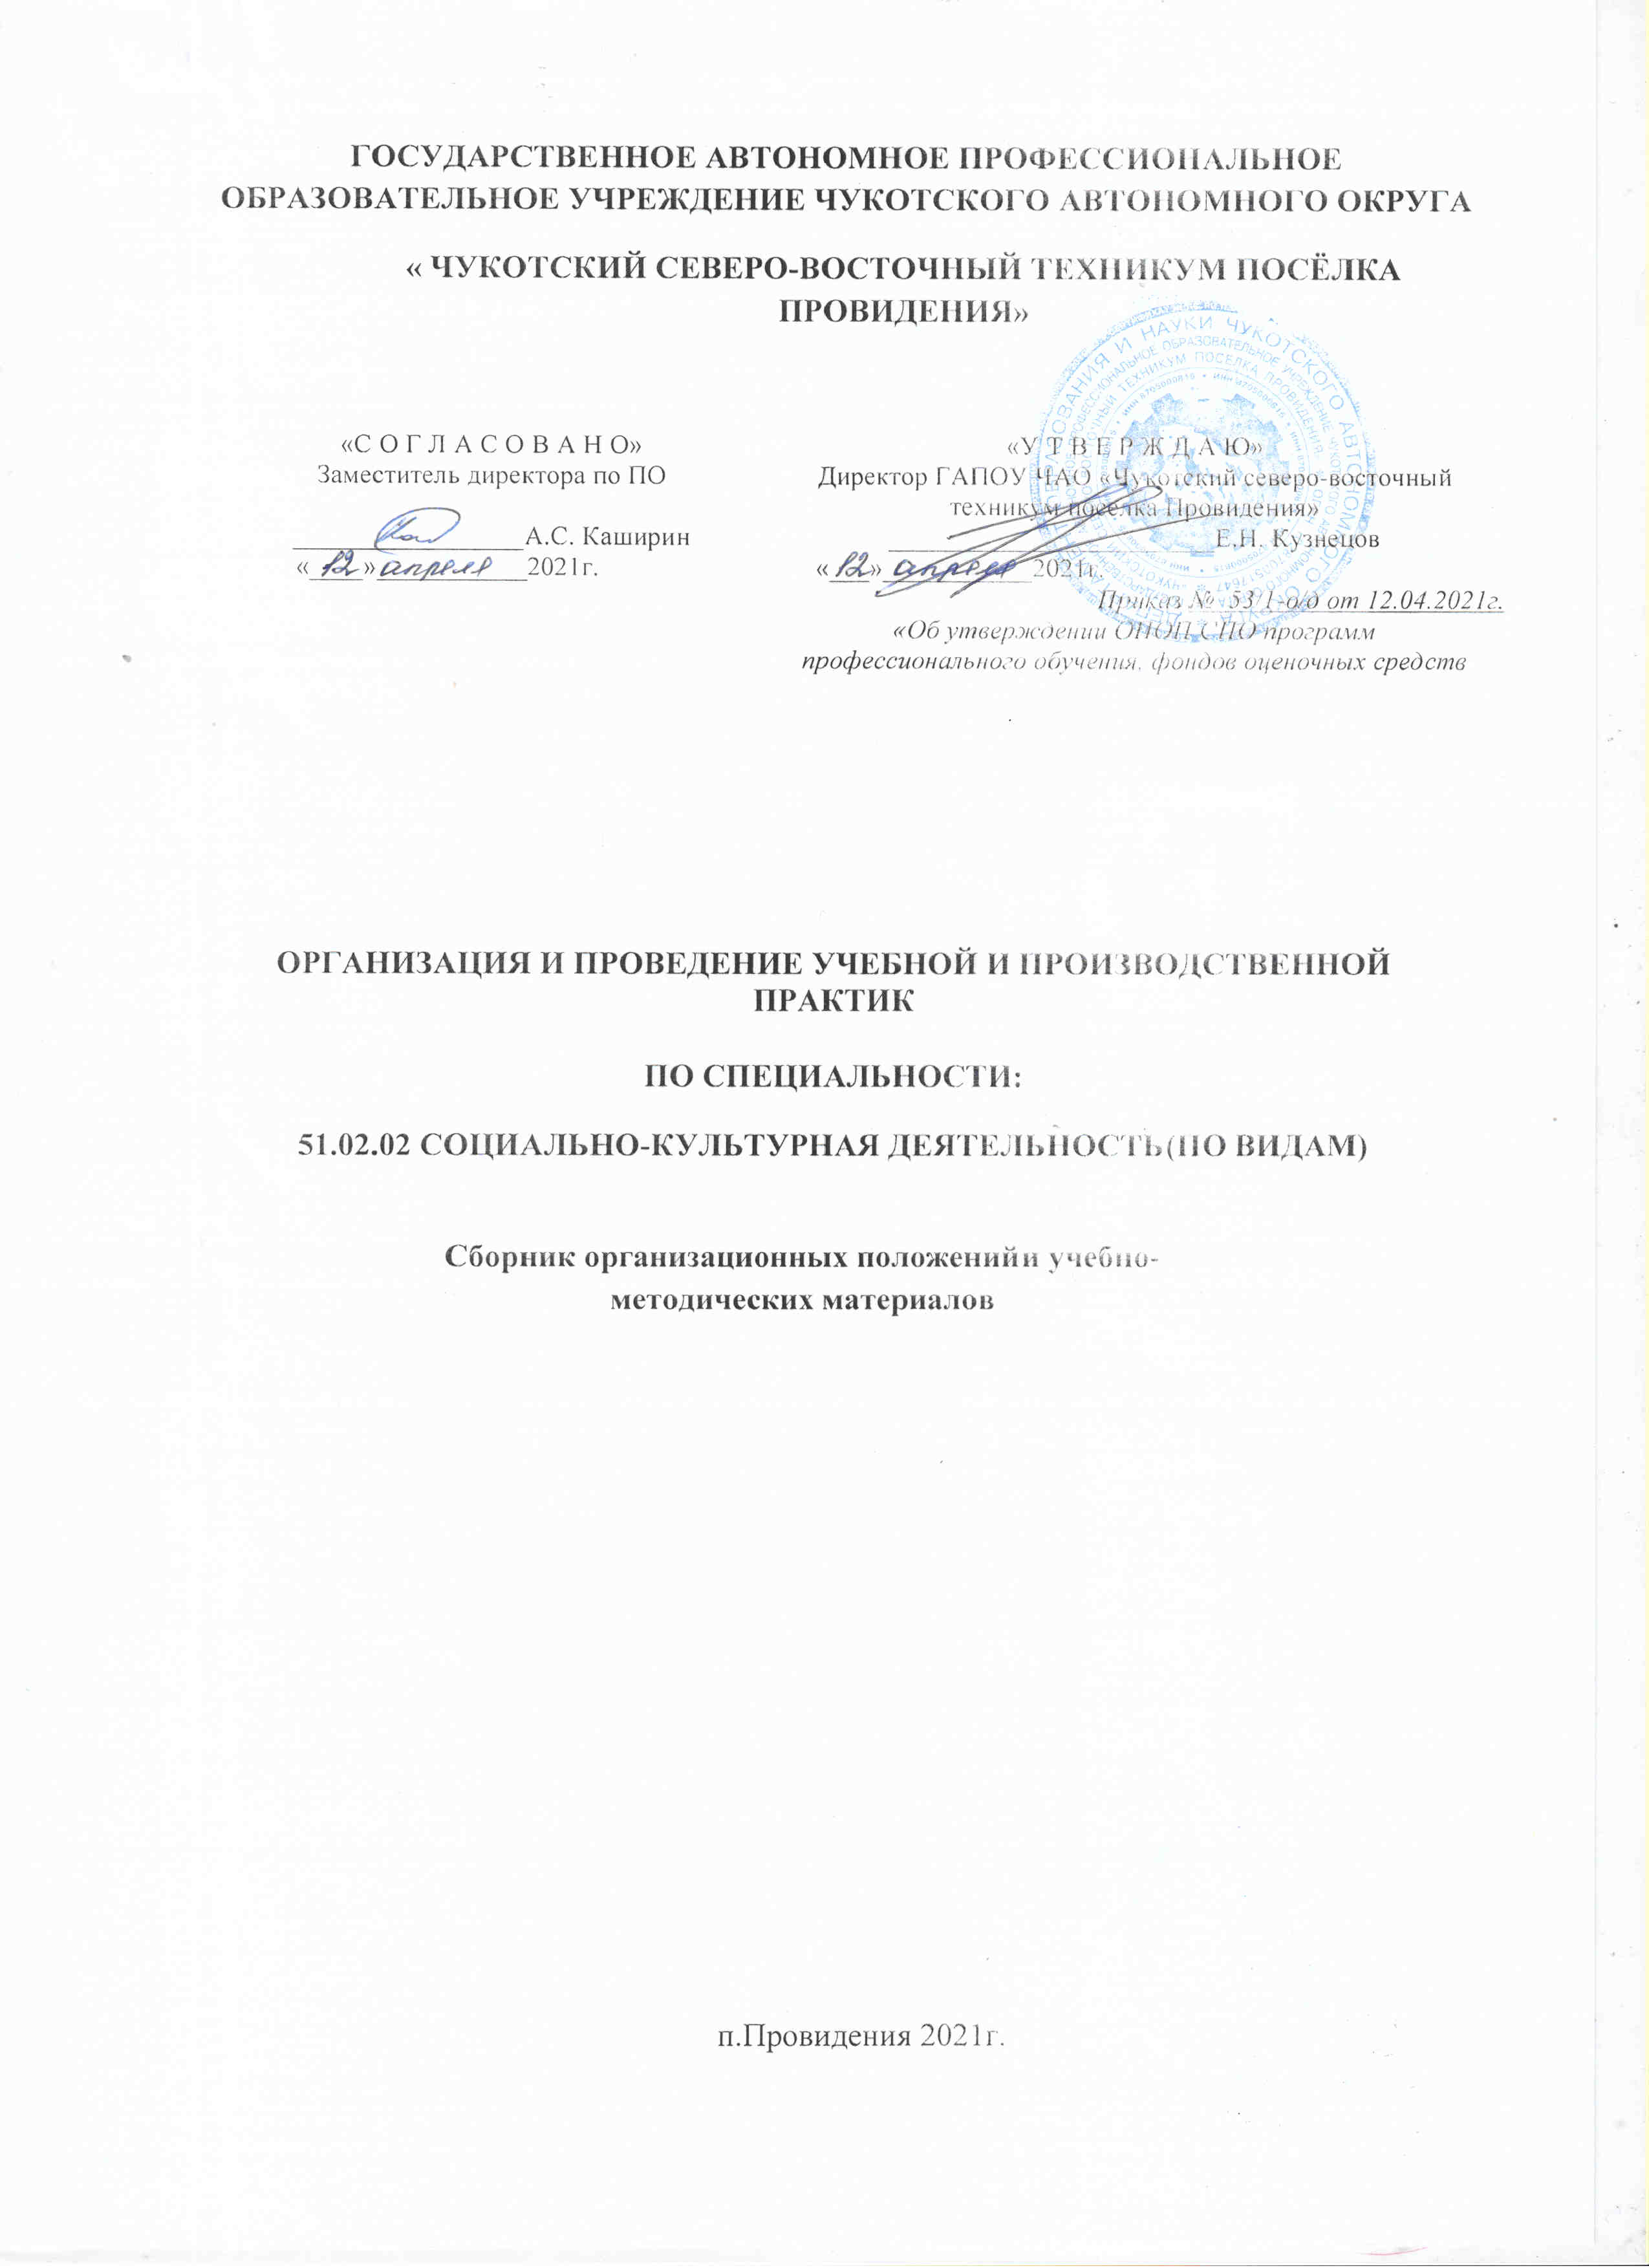 ГОСУДАРСТВЕННОЕ АВТОНОМНОЕ ПРОФЕССИОНАЛЬНОЕ
ОБРАЗОВАТЕЛЬНОЕ УЧРЕЖДЕНИЕ ЧУКОТСКОГО АВТОНОМНОГО ОКРУГА
« ЧУКОТСКИЙ СЕВЕРО-ВОСТОЧНЫЙ ТЕХНИКУМ ПОСЁЛКА
ПРОВИДЕНИЯ»
«С О Г Л А С О В А Н О»
Заместитель директора по ПО
А.С. Каширин
«12» апреля 2021г.
«У Т В Е Р Ж Д А Ю»
Директор ГАПОУ ЧАО «Чукотский северо-восточный
техникум посёлка Провидения»
Е.Н. Кузнецов
«12» апреля 2021г.
Приказ № 53/1-о/д от 12.04.2021г.
«Об утверждении ОПОП СПО программ
профессионального обучения, фондов оценочных средств
ОРГАНИЗАЦИЯ И ПРОВЕДЕНИЕ УЧЕБНОЙ И ПРОИЗВОДСТВЕННОЙ
ПРАКТИК
ПО СПЕЦИАЛЬНОСТИ:
51.02.02 СОЦИАЛЬНО-КУЛЬТУРНАЯ ДЕЯТЕЛЬНОСТЬ(ПО ВИДАМ)
Сборник организационных положенийи учебно-
методических материалов
п.Провидения 2021г.